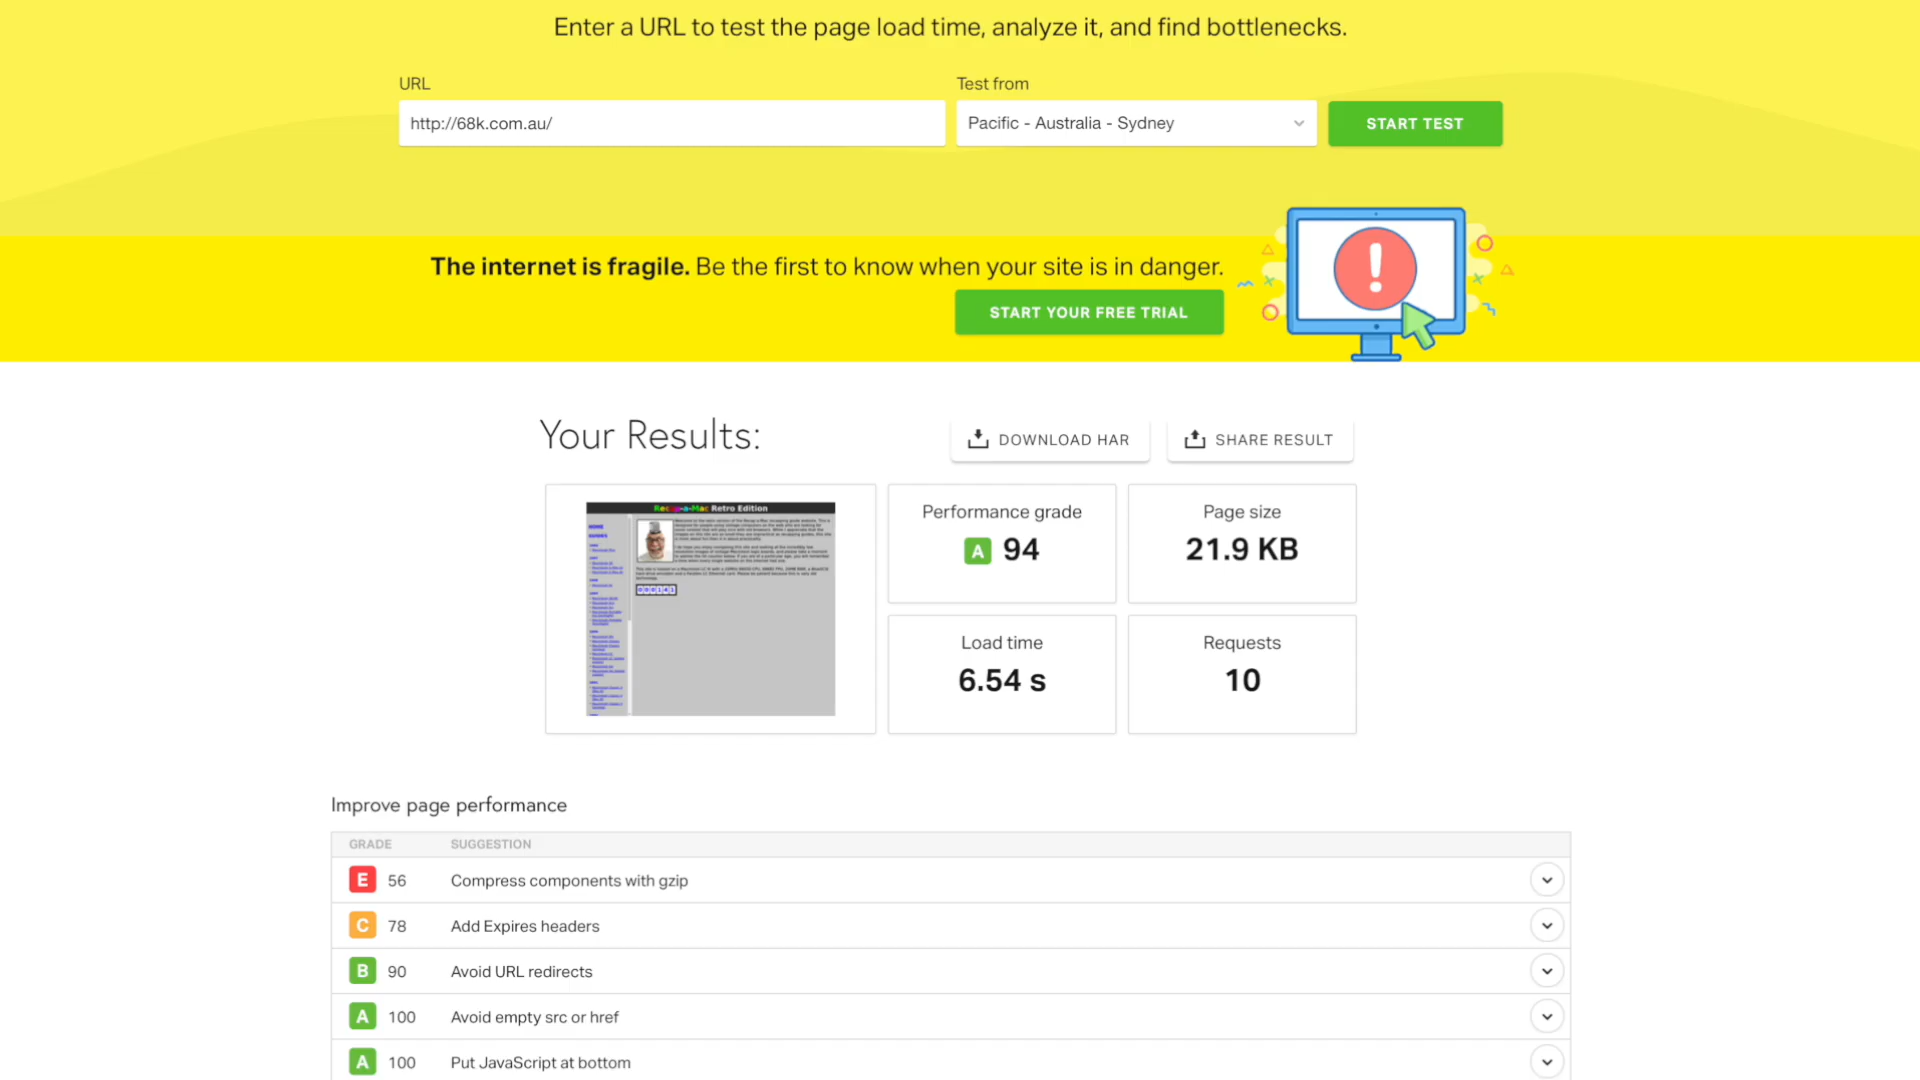 Enter a URL to test the page load time, analyze it, and find bottlenecks.
URL
Test from
http://68k.com.au/
Pacific - Australia - Sydney
START TEST
The internet is fragile. Be the first to know when your site is in danger.
START YOUR FREE TRIAL
Your Results:
DOWNLOAD HAR
SHARE RESULT
Recap-a-Mac Retro Edition
HOME
GUIDES
Performance grade
A 94
Page size
21.9 KB
Load time
6.54 s
Requests
10
Improve page performance
GRADE SUGGESTION
E 56 Compress components with gzip
C 78 Add Expires headers
B 90 Avoid URL redirects
A 100 Avoid empty src or href
A 100 Put JavaScript at bottom